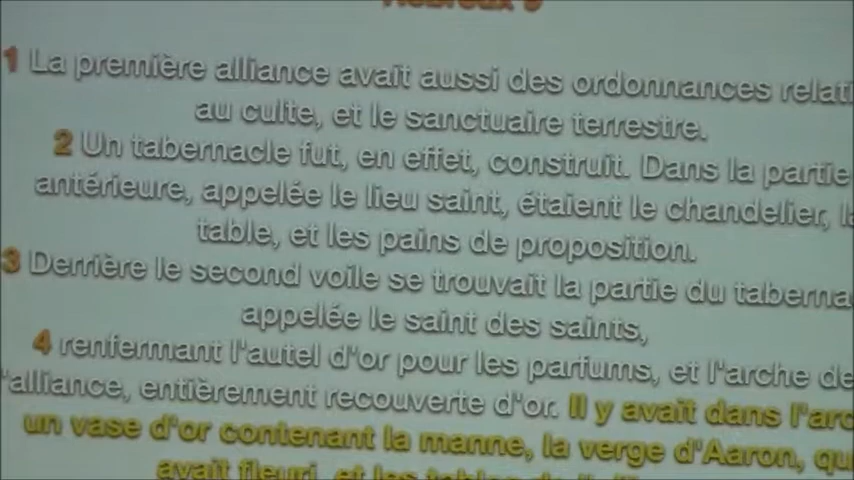 Hébreux 9
1 La première alliance avait aussi des ordonnances relati
au culte, et le sanctuaire terrestre.
2 Un tabernacle fut, en effet, construit. Dans la partie
antérieure, appelée le lieu saint, étaient le chandelier, la
table, et les pains de proposition.
3 Derrière le second voile se trouvait la partie du taberna
appelée le saint des saints,
4 renfermant l'autel d'or pour les parfums, et l'arche de
l'alliance, entièrement recouverte d'or. Il y avait dans l'arc
un vase d'or contenant la manne, la verge d'Aaron, qu
avait fleuri, et les tables de